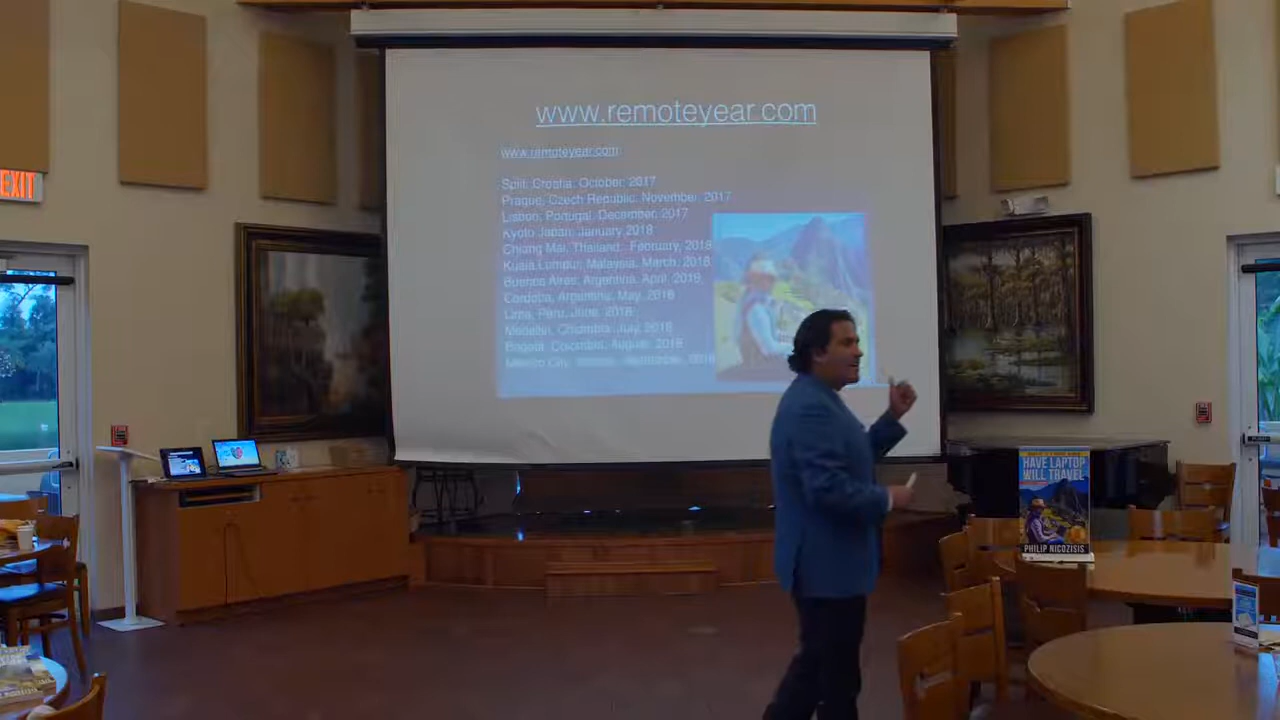 www.remoteyear.com
www.remoteyear.com
Split, Croatia, October, 2017
Prague, Czech Republic, November, 2017
Lisbon, Portugal, December, 2017
Kyoto Japan, January 2018
Chiang Mai, Thailand, February, 2018
Kuala Lumpur, Malaysia, March, 2018
Buenos Aires, Argentina, April, 2018
Cordoba, Argentina, May, 2018
Lima, Peru, June, 2018
Medellin, Colombia, July, 2018
Bogota, Colombia, August, 2018
Mexico City,
EXIT
HAVE LAPTOP
WILL TRAVEL
PHILIP NICOZISIS